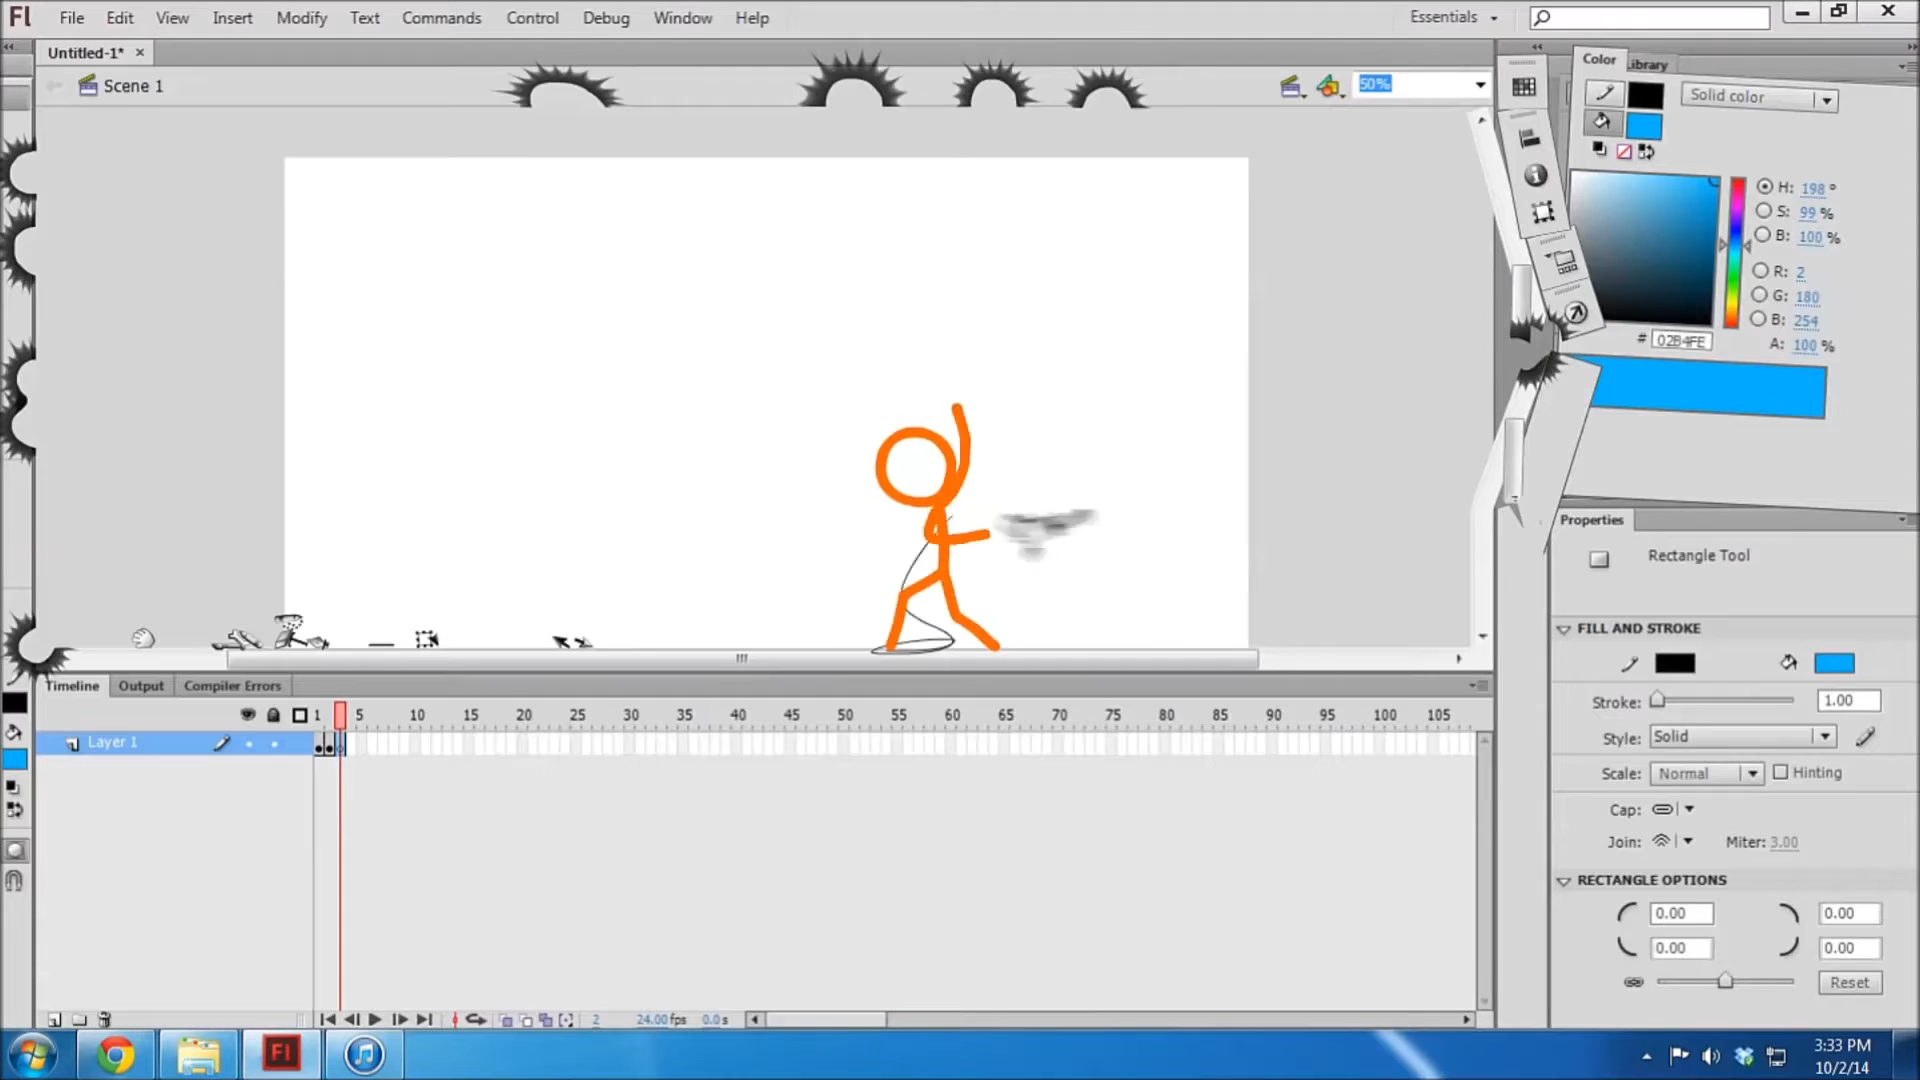 Fl File Edit View Insert Modify Text Commands Control Debug Window Help Essentials
Untitled-1*
Scene 1
50%
Color
Library
Solid color
H: 198 °
S: 99 %
B: 100 %
R: 2
G: 180
B: 254
# 02B4FE
A: 100 %
Properties
Rectangle Tool
FILL AND STROKE
Stroke: 1.00
Style: Solid
Scale: Normal Hinting
Cap:
Join: Miter: 3.00
RECTANGLE OPTIONS
0.00 0.00
0.00 0.00
Reset
Timeline Output Compiler Errors
1 5 10 15 20 25 30 35 40 45 50 55 60 65 70 75 80 85 90 95 100 105
Layer 1
2 24.00 fps 0.0 s
Fl
3:33 PM
10/2/14